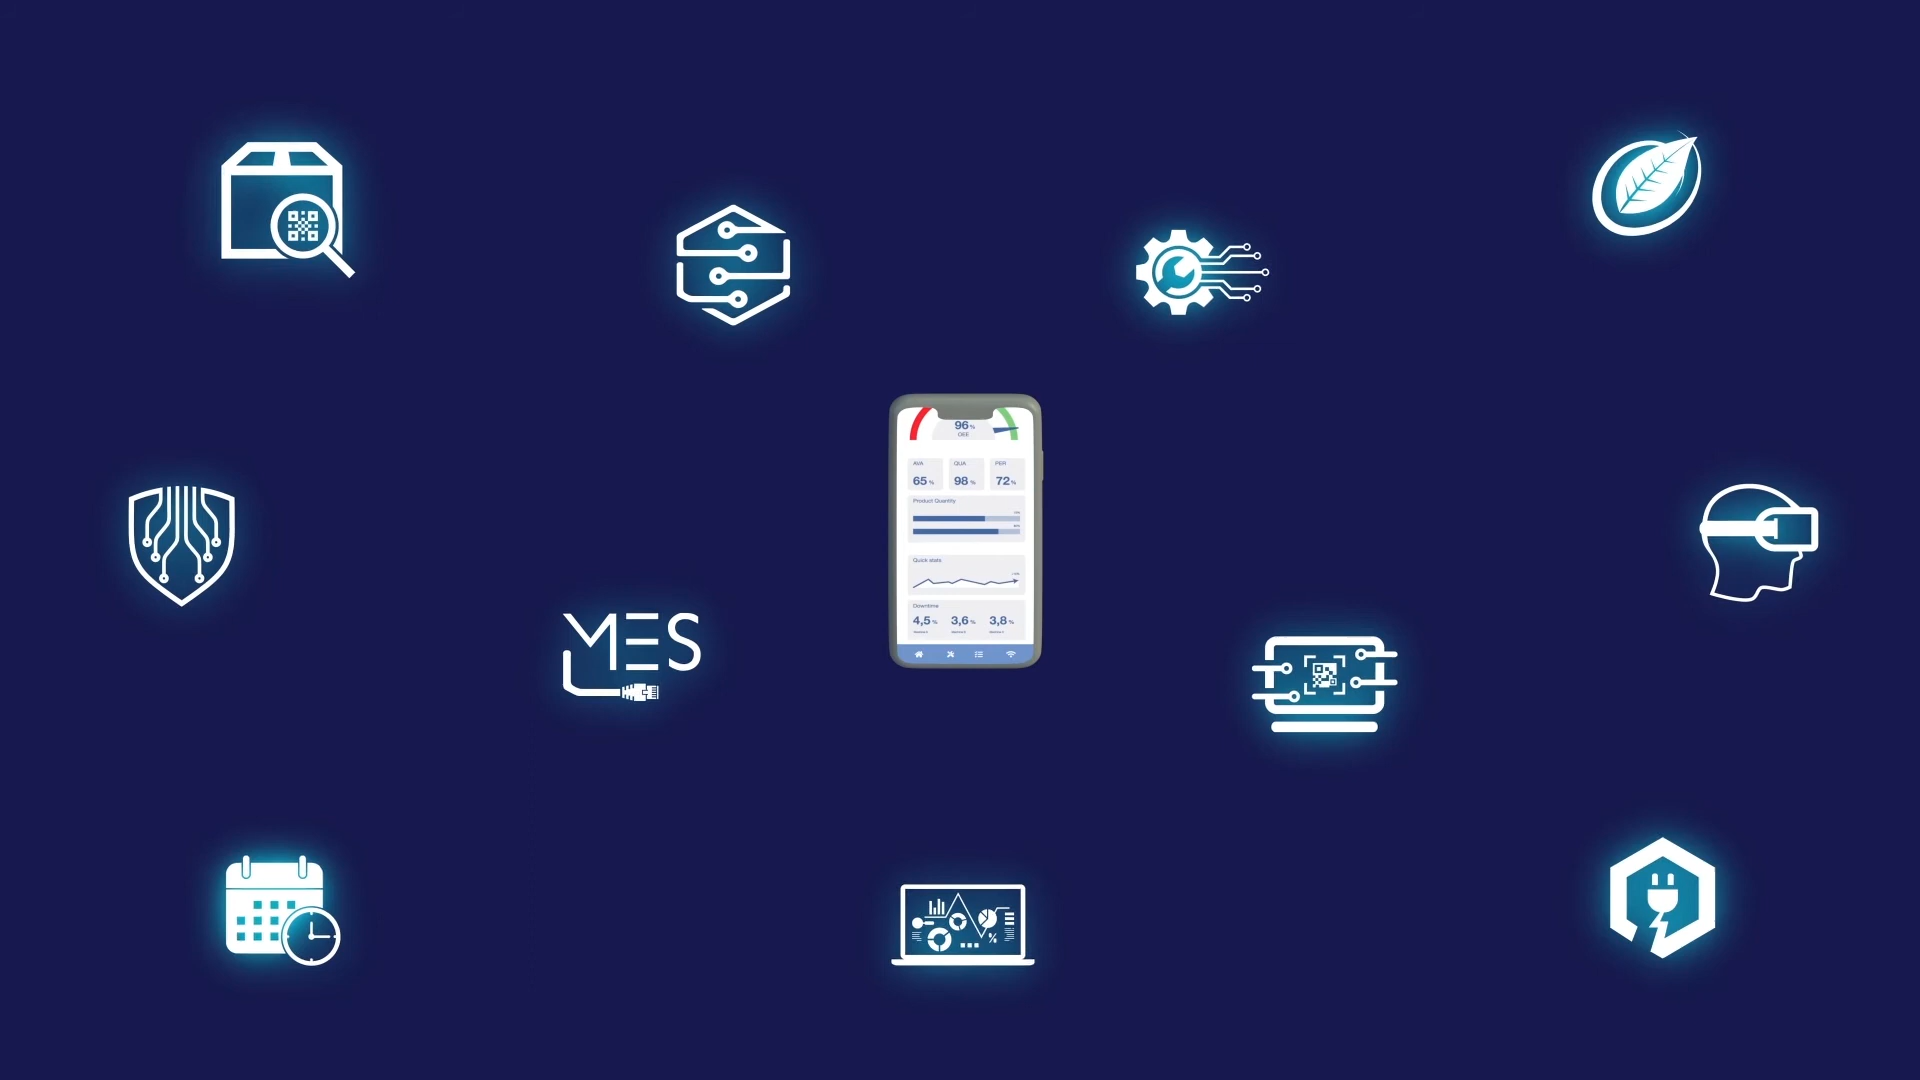 96 %
OEE
AVA QUA PER
65 % 98 % 72 %
Product Quantity
Quick stats
Downtime
4,5 % 3,6 % 3,8 %
MES
%